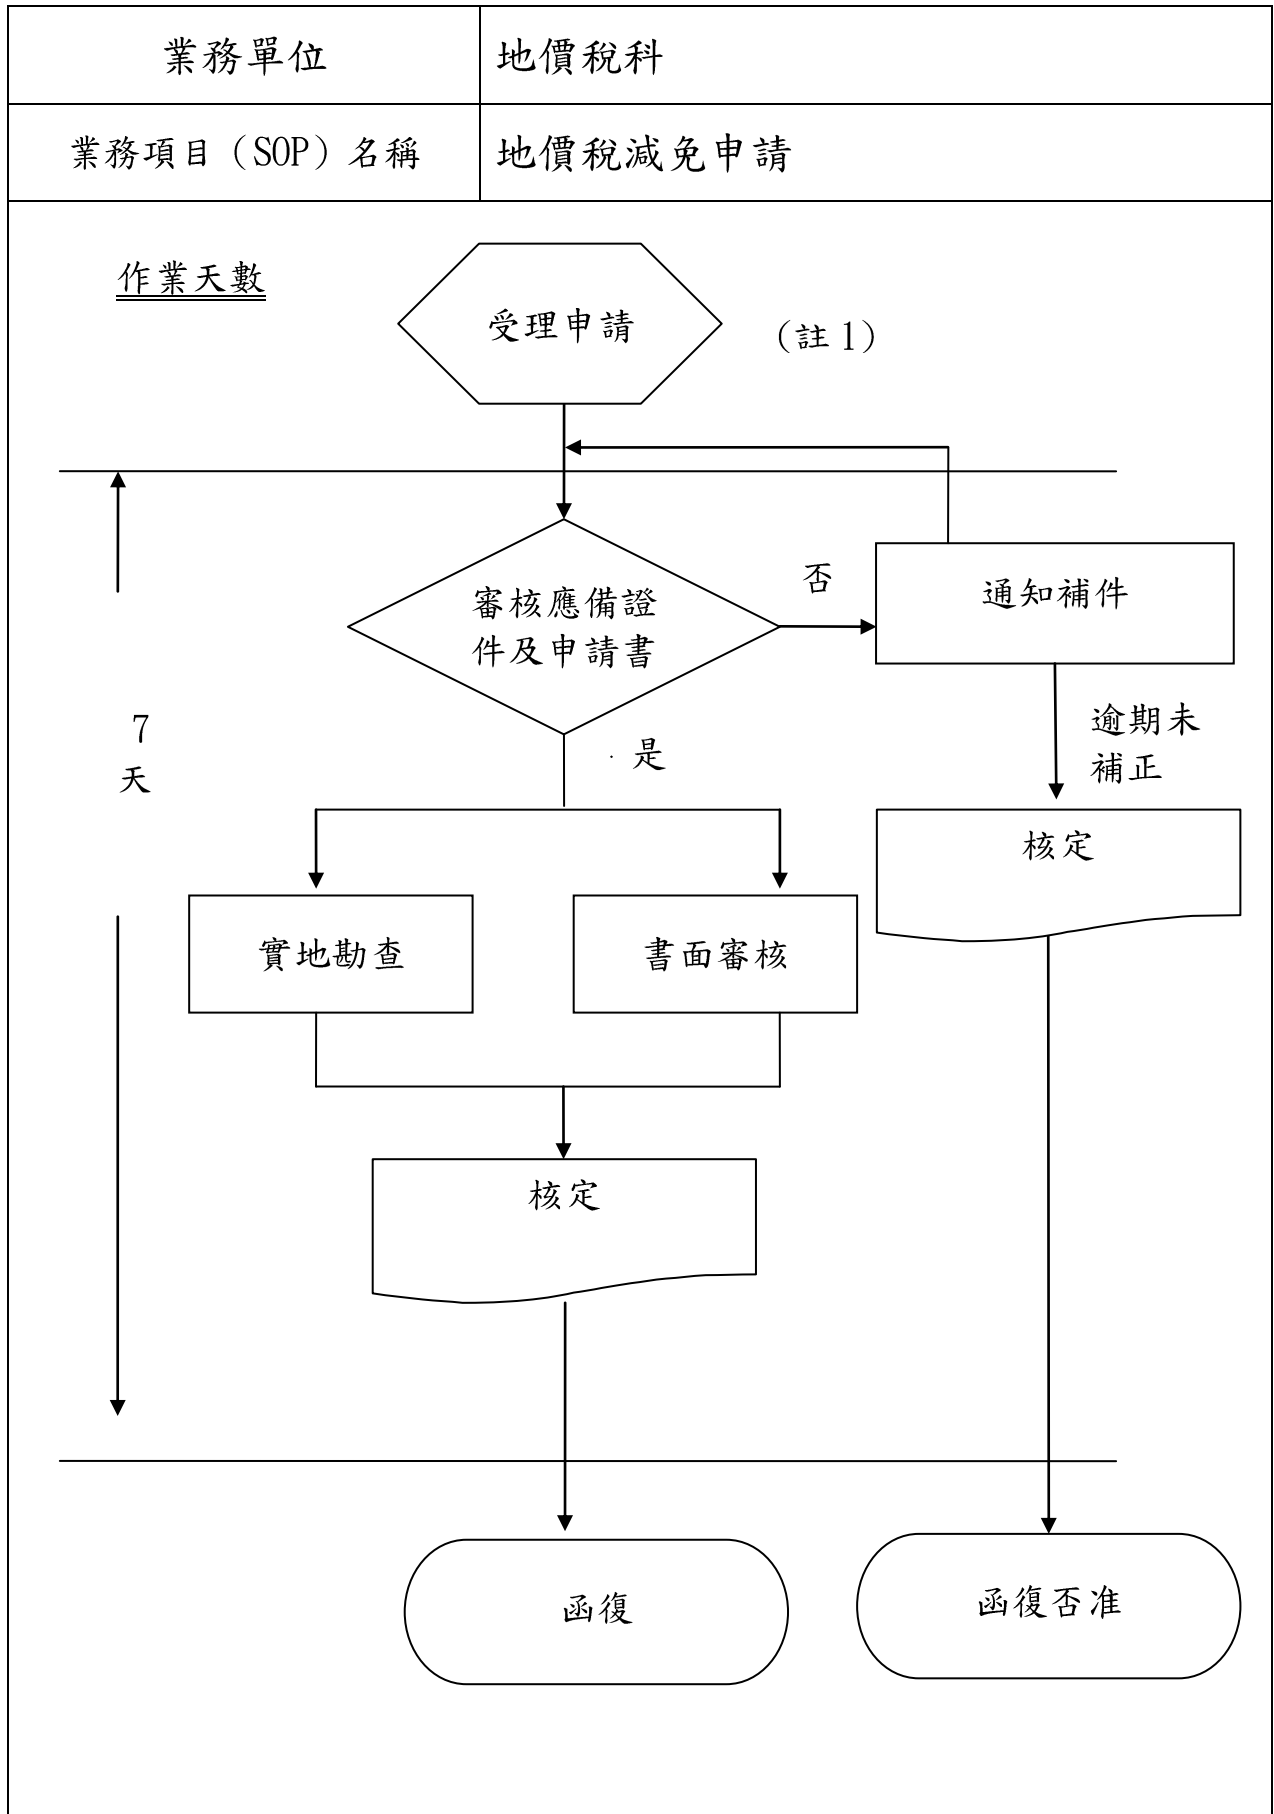 業務單位
地價稅科
業務項目（SOP）名稱
地價稅減免申請
作業天數
受理申請
（註1）
審核應備證
件及申請書
否
通知補件
是
逾期未
補正
7
天
核定
實地勘查
書面審核
核定
函復
函復否准